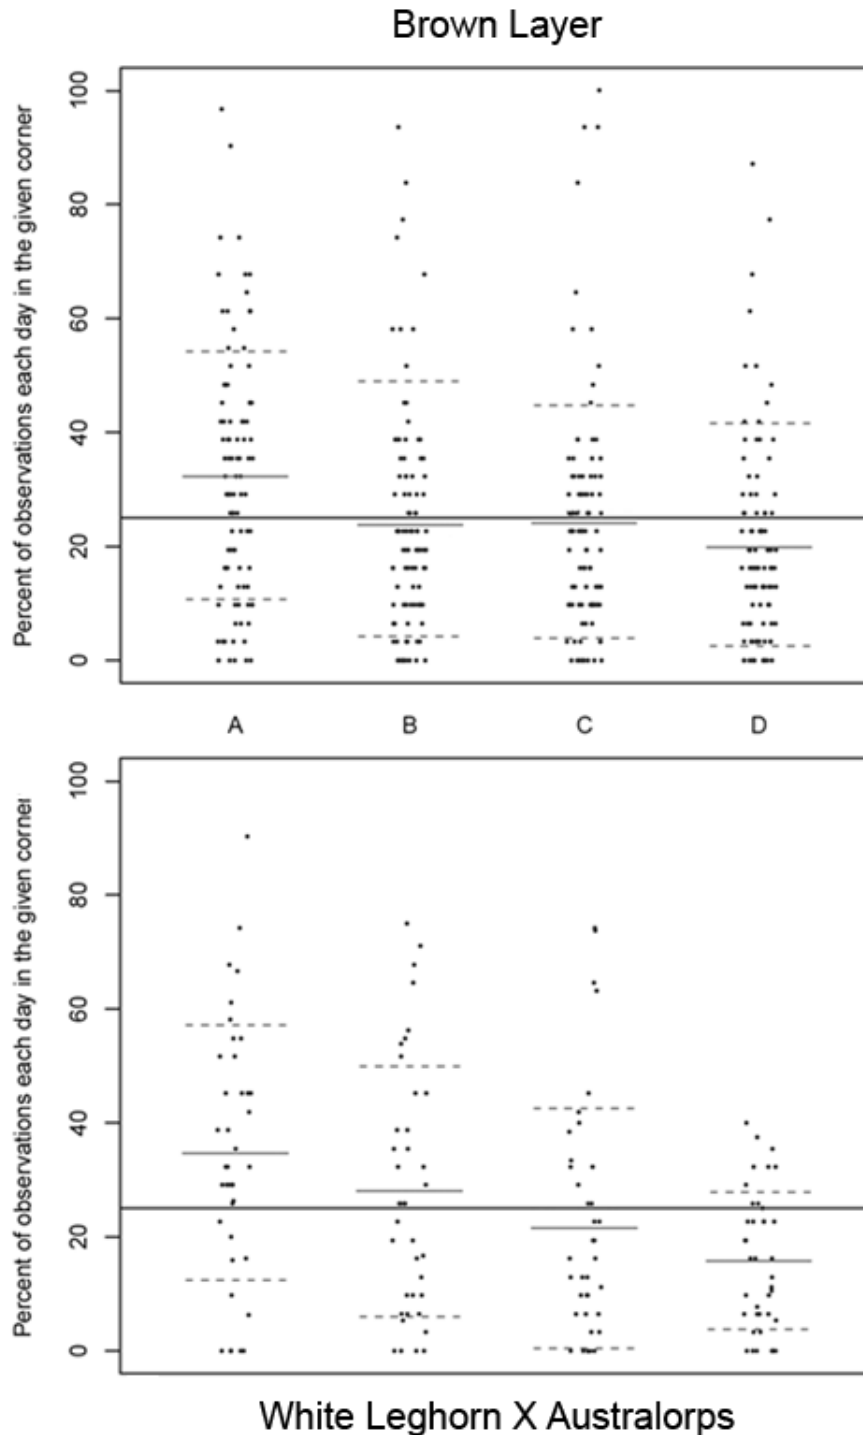 Brown Layer
Percent of observations each day in the given corner
100
80
60
40
20
0
A B C D
Percent of observations each day in the given corner
100
80
60
40
20
0
White Leghorn X Australorps